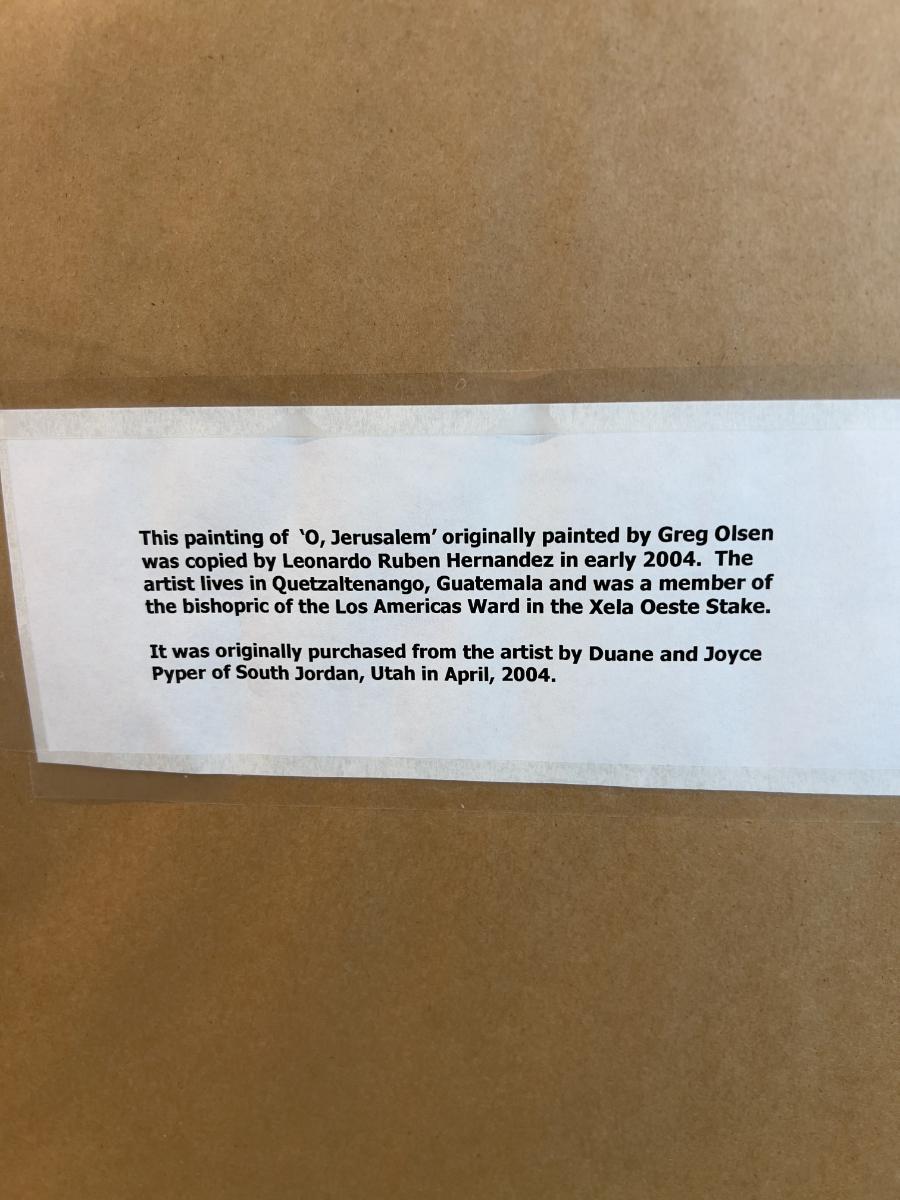 This painting of 'O, Jerusalem' originally painted by Greg Olsen
was copied by Leonardo Ruben Hernandez in early 2004.  The
artist lives in Quetzaltenango, Guatemala and was a member of
the bishopric of the Los Americas Ward in the Xela Oeste Stake.
It was originally purchased from the artist by Duane and Joyce
Pyper of South Jordan, Utah in April, 2004.